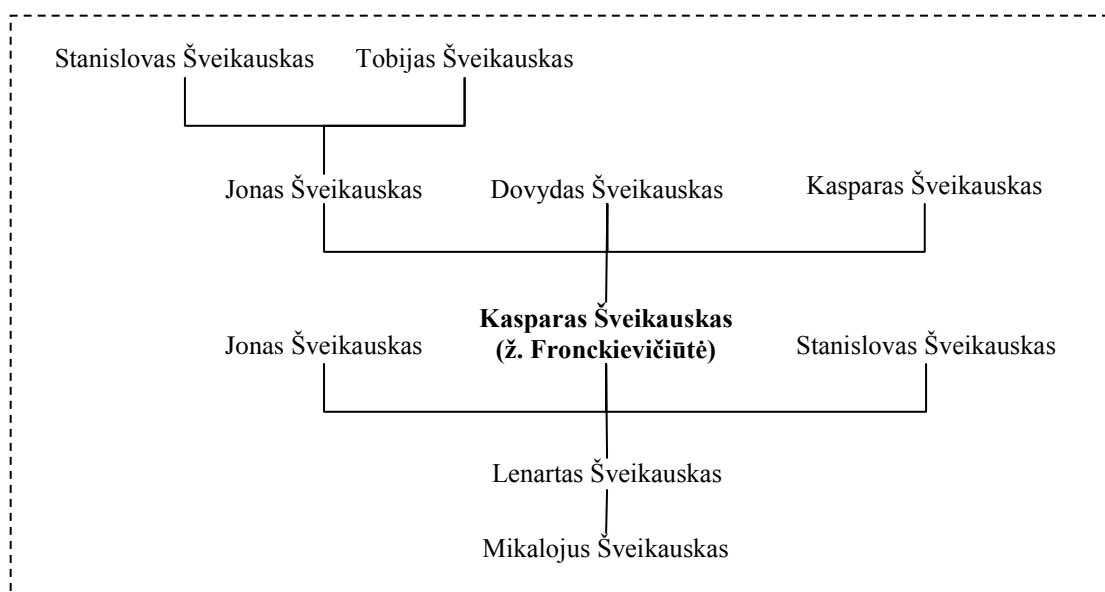 Stanislovas Šveikauskas Tobijas Šveikauskas
Jonas Šveikauskas Dovydas Šveikauskas Kasparas Šveikauskas
Kasparas Šveikauskas
(ž. Fronckievičiūtė)
Jonas Šveikauskas Stanislovas Šveikauskas
Lenartas Šveikauskas
Mikalojus Šveikauskas